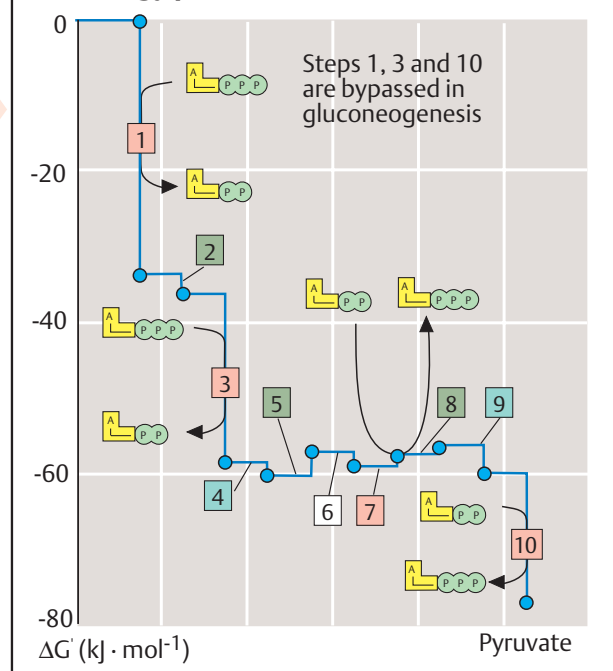 0
Steps 1, 3 and 10
are bypassed in
gluconeogenesis
A P P P
1
-20
A P P
2
-40
A P P
A P P P
A P P P
3
5
8
9
A P P
-60
4
6
7
A P P
10
A P P P
-80
ΔG' (kJ · mol-1)
Pyruvate